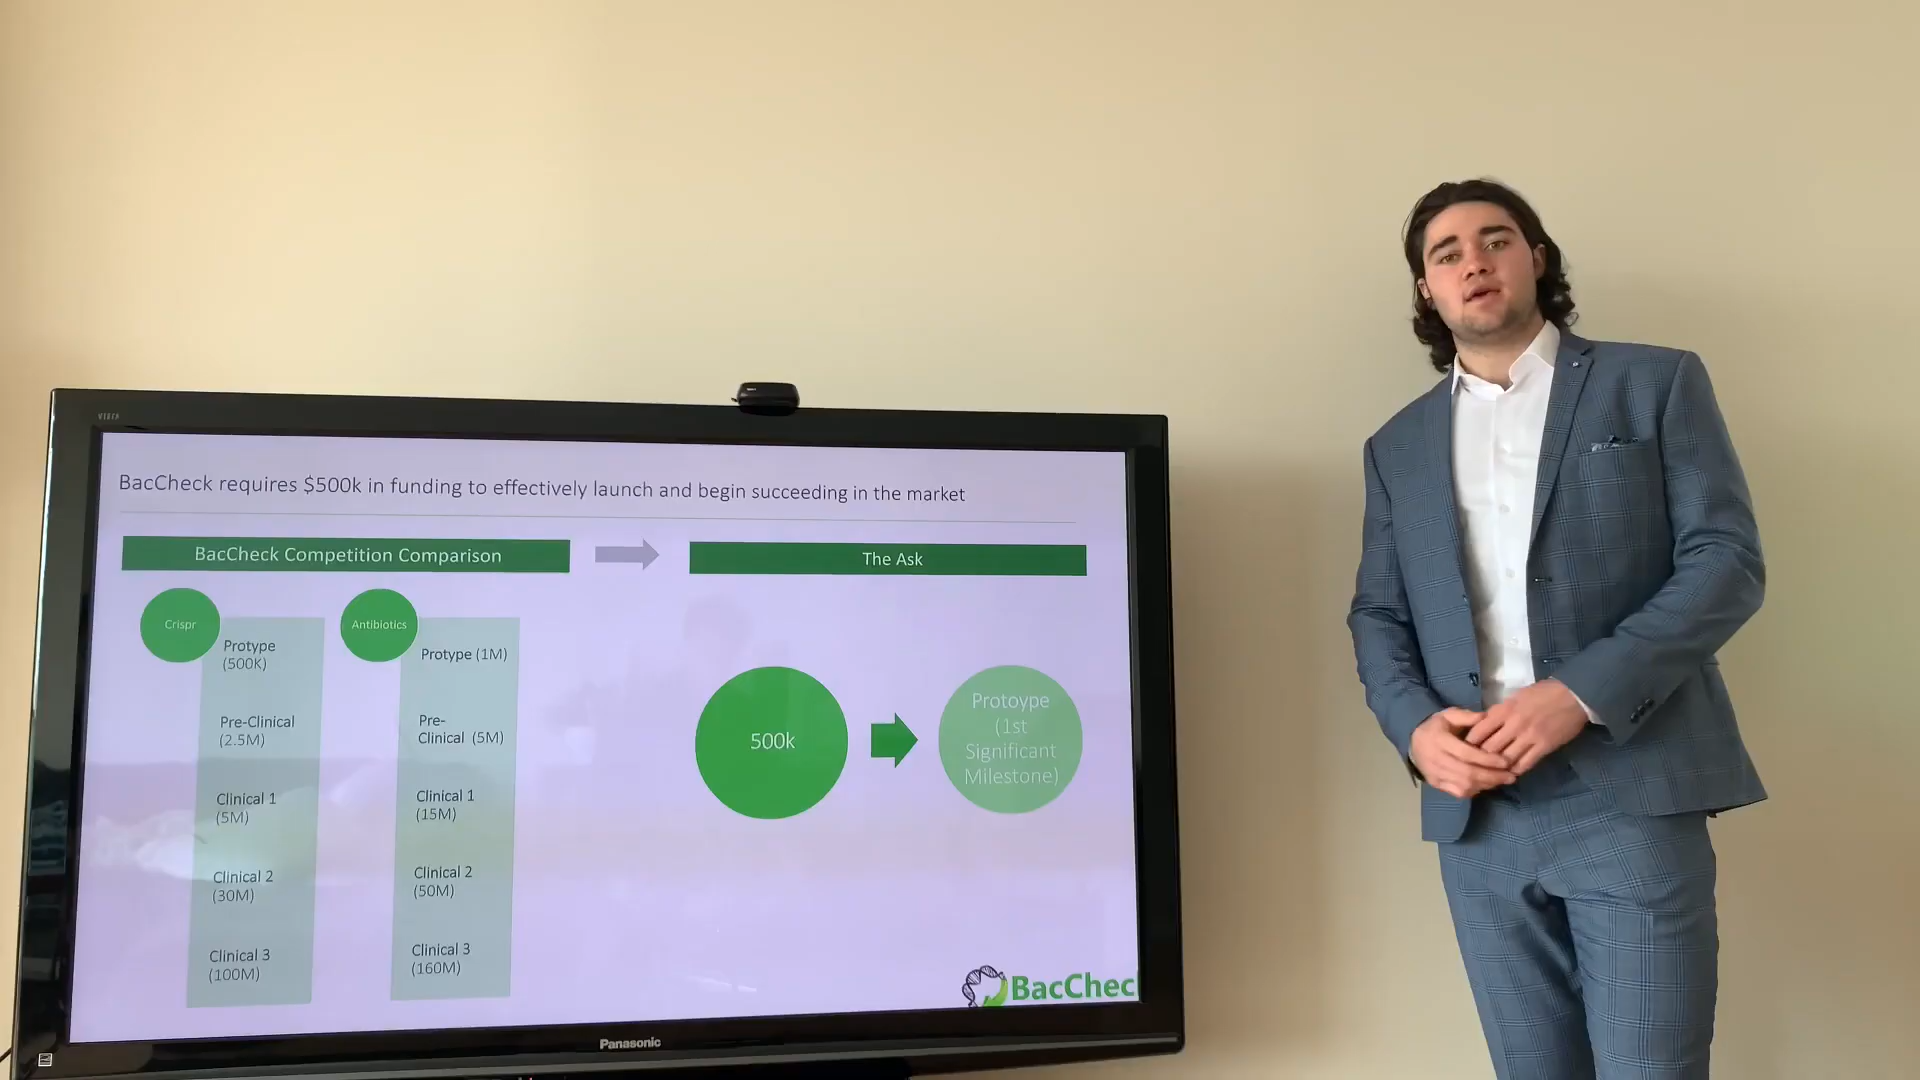 BacCheck requires $500k in funding to effectively launch and begin succeeding in the market
BacCheck Competition Comparison
The Ask
Crispr
Protype
(500K)
Pre-Clinical
(2.5M)
Clinical 1
(5M)
Clinical 2
(30M)
Clinical 3
(100M)
Antibiotics
Protype (1M)
Pre-
Clinical (5M)
Clinical 1
(15M)
Clinical 2
(50M)
Clinical 3
(160M)
500k
Protoype
(1st
Significant
Milestone)
BacChec
Panasonic